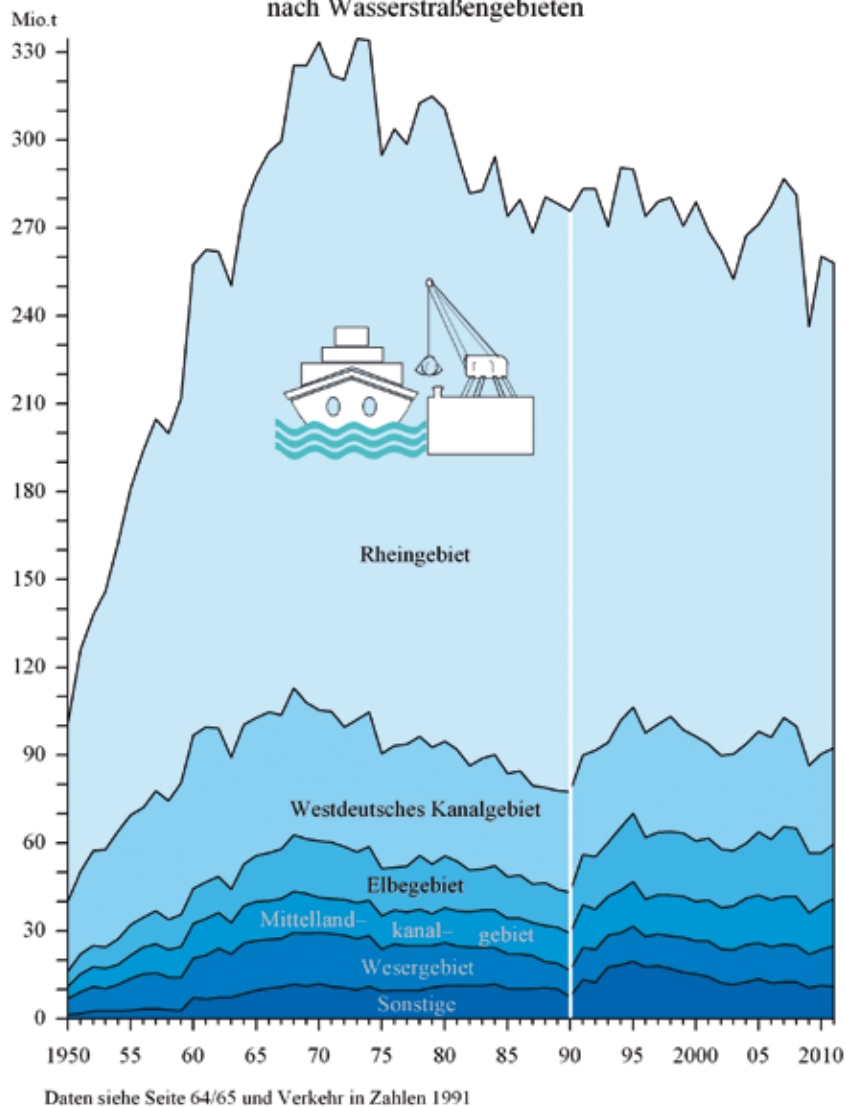 nach Wasserstraßengebieten
Mio.t
330
300
270
240
210
180
150
120
90
60
30
0
Rheingebiet
Westdeutsches Kanalgebiet
Elbegebiet
Mittelland– kanal– gebiet
Wesergebiet
Sonstige
1950 55 60 65 70 75 80 85 90 95 2000 05 2010
Daten siehe Seite 64/65 und Verkehr in Zahlen 1991